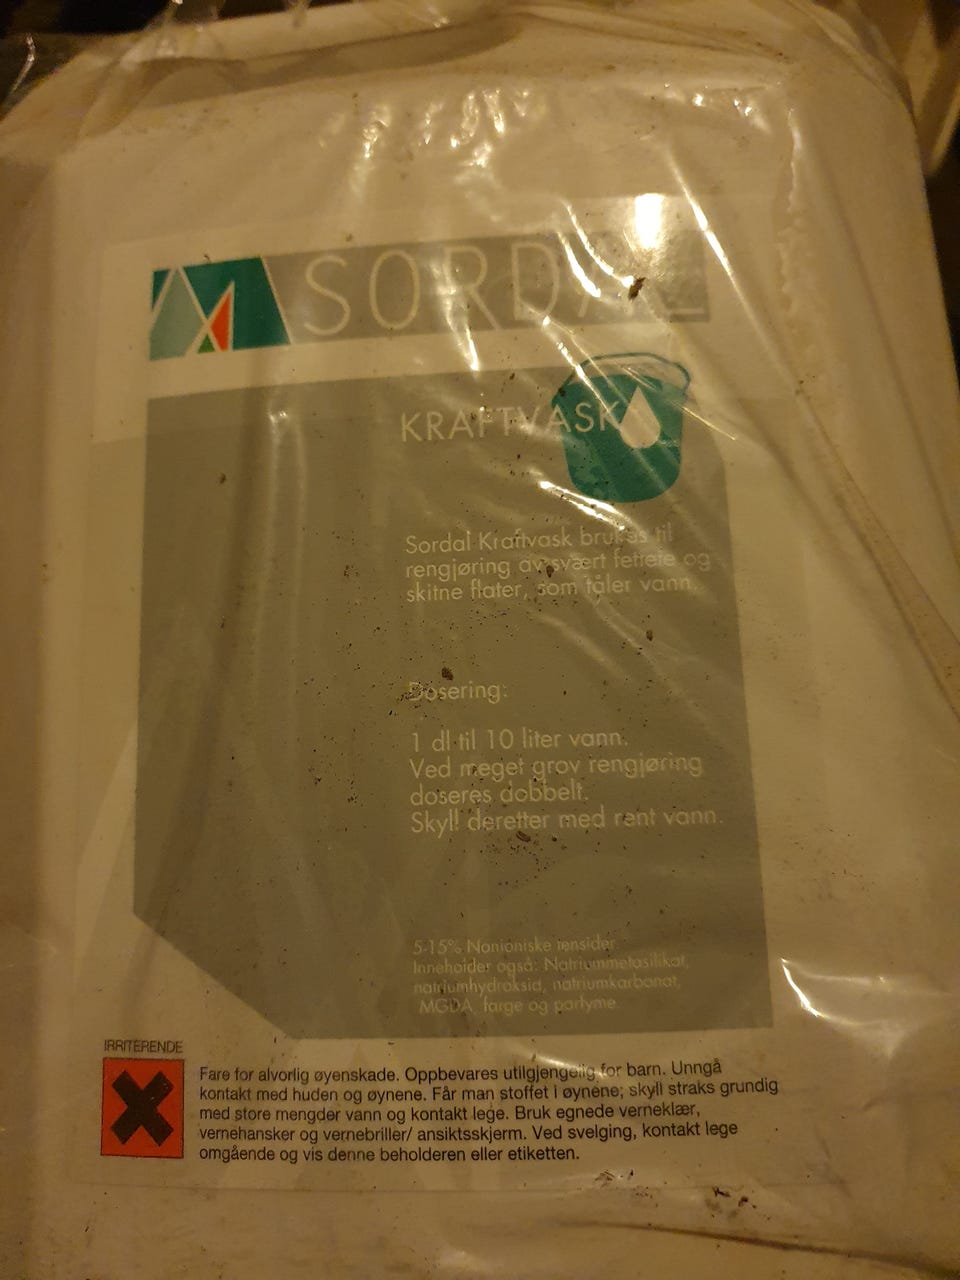 SORDAL
KRAFTVASK
Sordal Kraftvask brukes til
rengjøring av svært fetteie og
skitne flater, som tåler vann.
Dosering:
1 dl til 10 liter vann.
Ved meget grov rengjøring
doseres dobbelt.
Skyll deretter med rent vann.
5-15% Nonioniske tensider.
Inneholder også: Natriummetasilikat,
natriumhydroksid, natriumkarbonat,
MGDA, farge og parfyme.
IRRITERENDE
Fare for alvorlig øyenskade. Oppbevares utilgjengelig for barn. Unngå
kontakt med huden og øynene. Får man stoffet i øynene; skyll straks grundig
med store mengder vann og kontakt lege. Bruk egnede verneklær,
vernehansker og vernebriller/ ansiktsskjerm. Ved svelging, kontakt lege
omgående og vis denne beholderen eller etiketten.